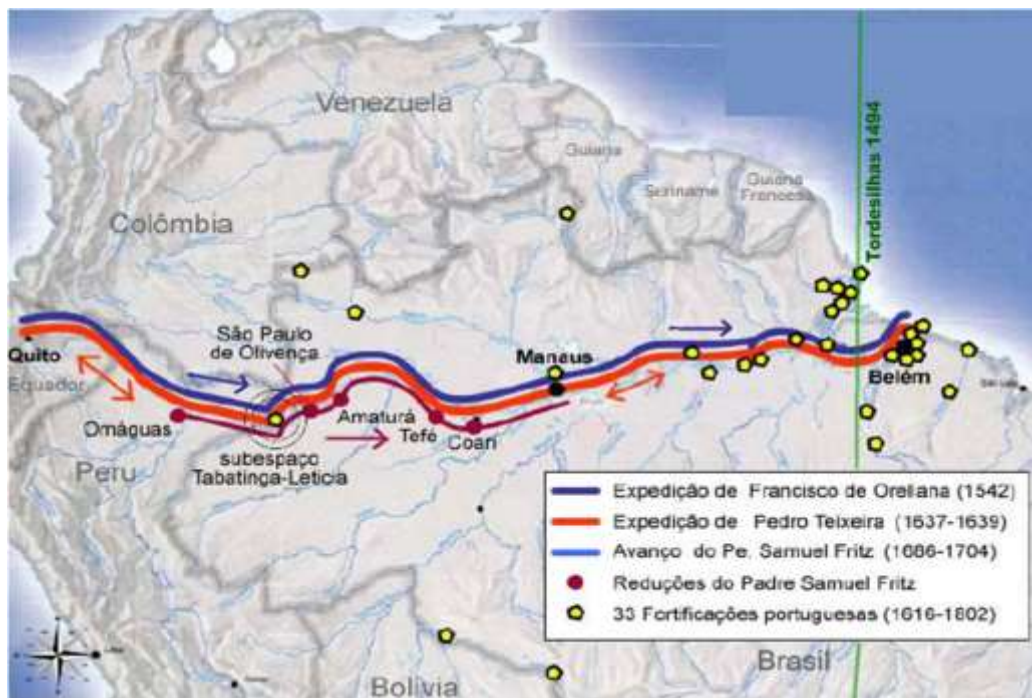 Venezuela
Guiana
Suriname
Guiana
Francesa
Tordesilhas 1494
Colômbia
São Paulo
de Olivença
Quito
Equador
Manaus
Belém
Omáguas
Amaturá
Tefé
Coari
subespaço
Tabatinga-Leticia
Peru
Expedição de Francisco de Orellana (1542)
Expedição de Pedro Teixeira (1637-1639)
Avanço do Pe. Samuel Fritz (1686-1704)
Reduções do Padre Samuel Fritz
33 Fortificações portuguesas (1616-1802)
Brasil
Bolívia